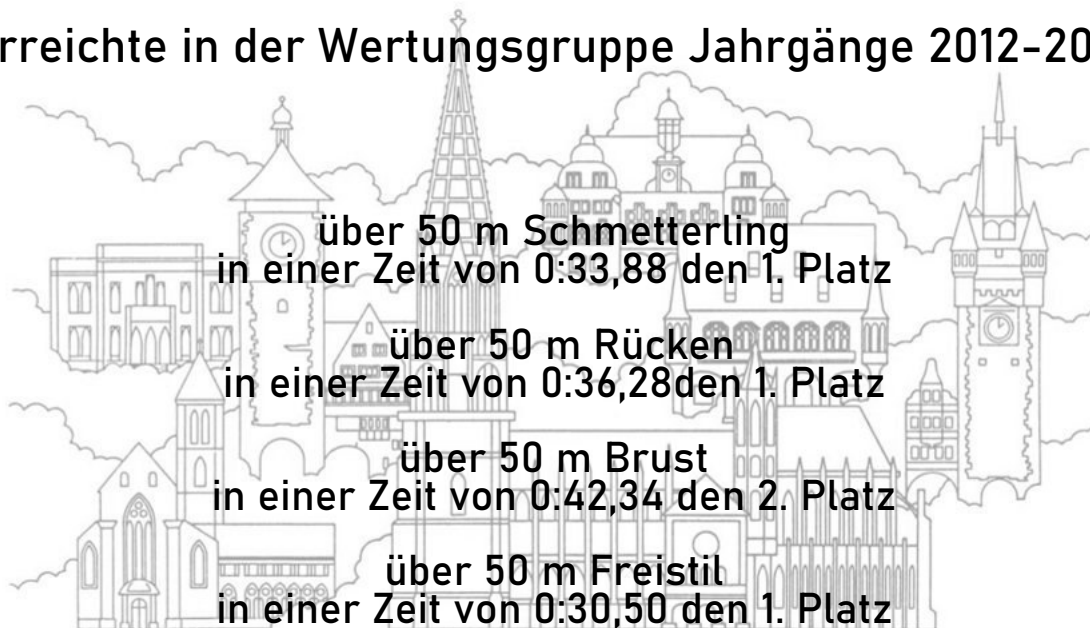 rreichte in der Wertungsgruppe Jahrgänge 2012-20
über 50 m Schmetterling
in einer Zeit von 0:33,88 den 1. Platz
über 50 m Rücken
in einer Zeit von 0:36,28den 1. Platz
über 50 m Brust
in einer Zeit von 0:42,34 den 2. Platz
über 50 m Freistil
in einer Zeit von 0:30,50 den 1. Platz